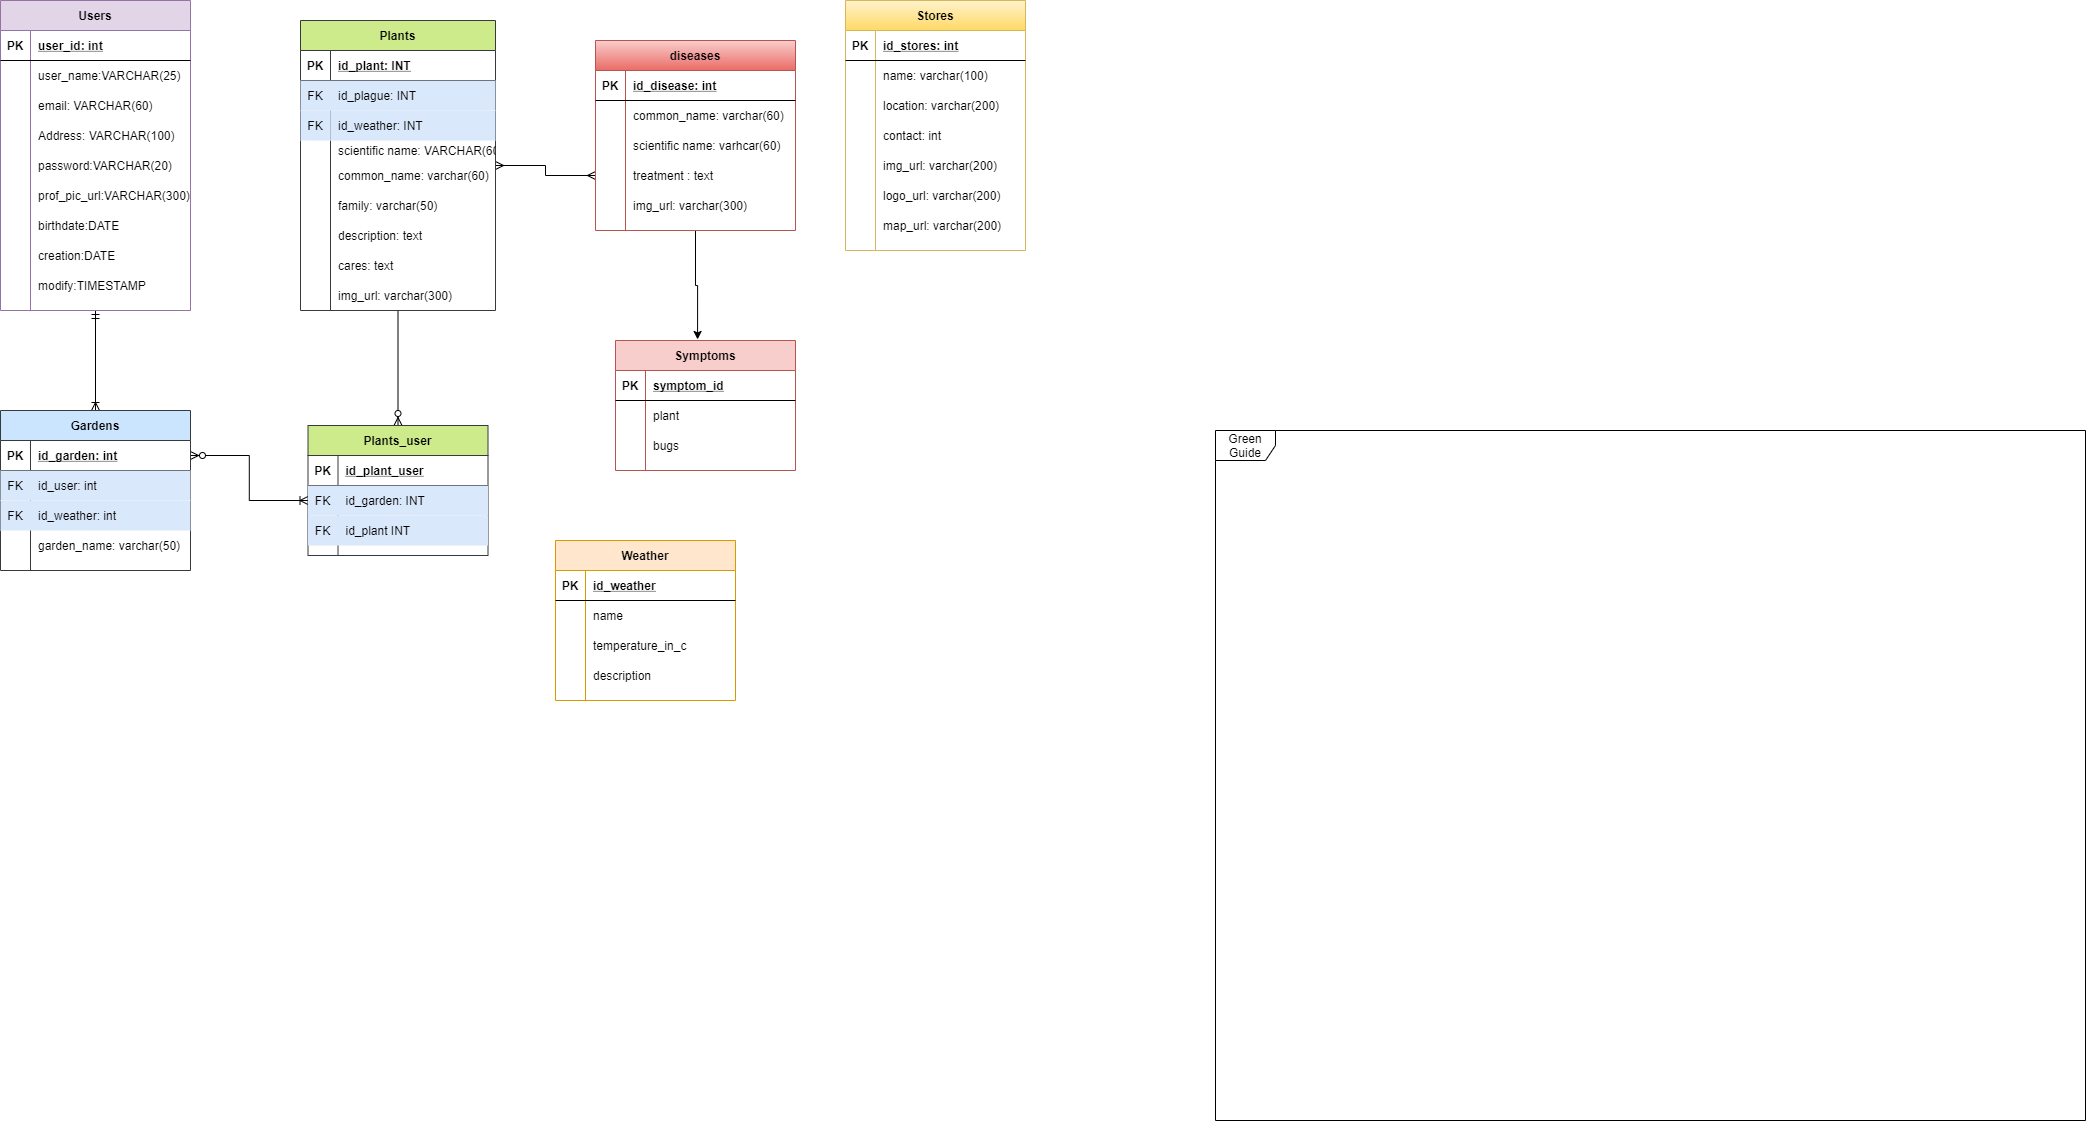 Users
PK user_id: int
user_name:VARCHAR(25)
email: VARCHAR(60)
Address: VARCHAR(100)
password:VARCHAR(20)
prof_pic_url:VARCHAR(300)
birthdate:DATE
creation:DATE
modify:TIMESTAMP
Plants
PK id_plant: INT
FK id_plague: INT
FK id_weather: INT
scientific name: VARCHAR(60
common_name: varchar(60)
family: varchar(50)
description: text
cares: text
img_url: varchar(300)
diseases
PK id_disease: int
common_name: varchar(60)
scientific name: varhcar(60)
treatment : text
img_url: varchar(300)
Stores
PK id_stores: int
name: varchar(100)
location: varchar(200)
contact: int
img_url: varchar(200)
logo_url: varchar(200)
map_url: varchar(200)
Symptoms
PK symptom_id
plant
bugs
Gardens
PK id_garden: int
FK id_user: int
FK id_weather: int
garden_name: varchar(50)
Plants_user
PK id_plant_user
FK id_garden: INT
FK id_plant INT
Weather
PK id_weather
name
temperature_in_c
description
Green
Guide